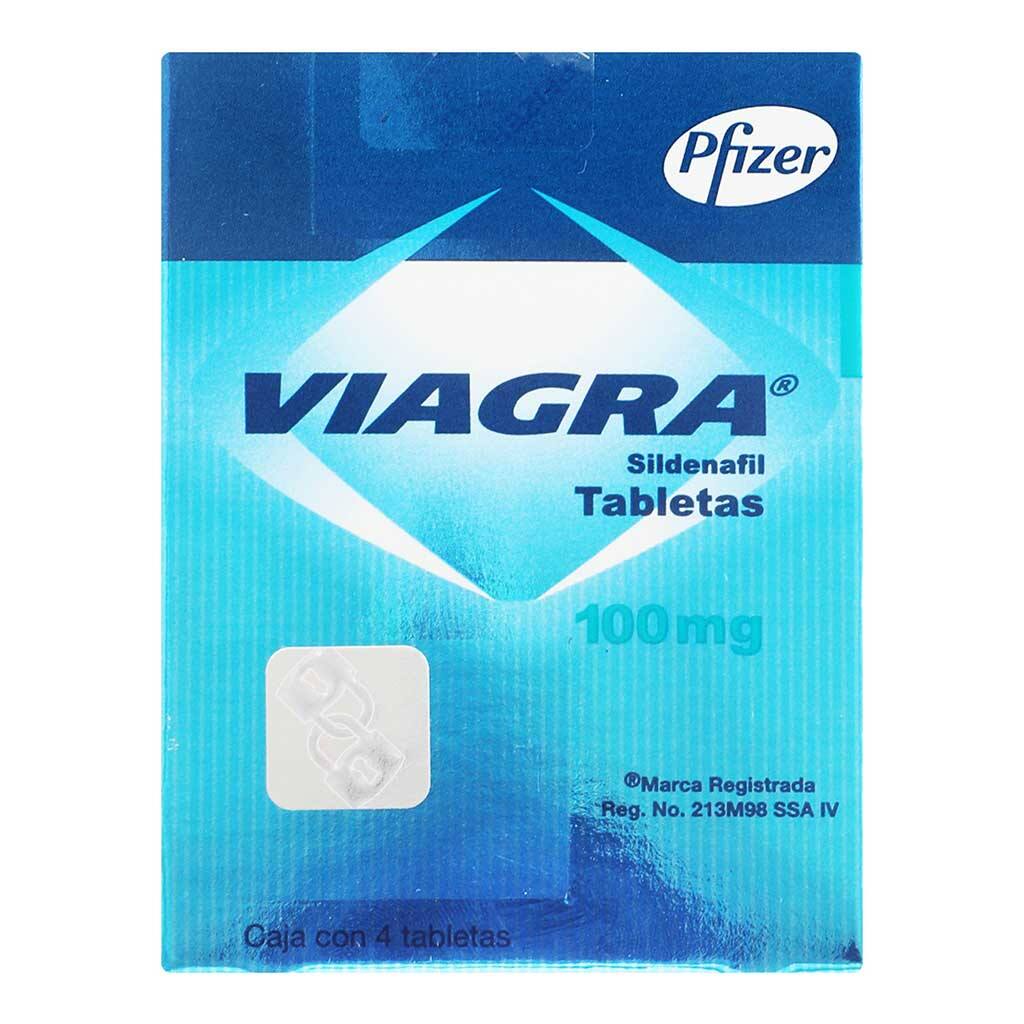 Pfizer
VIAGRA®
Sildenafil
Tabletas
100 mg
®Marca Registrada
Reg. No. 213M98 SSA IV
Caja con 4 tabletas